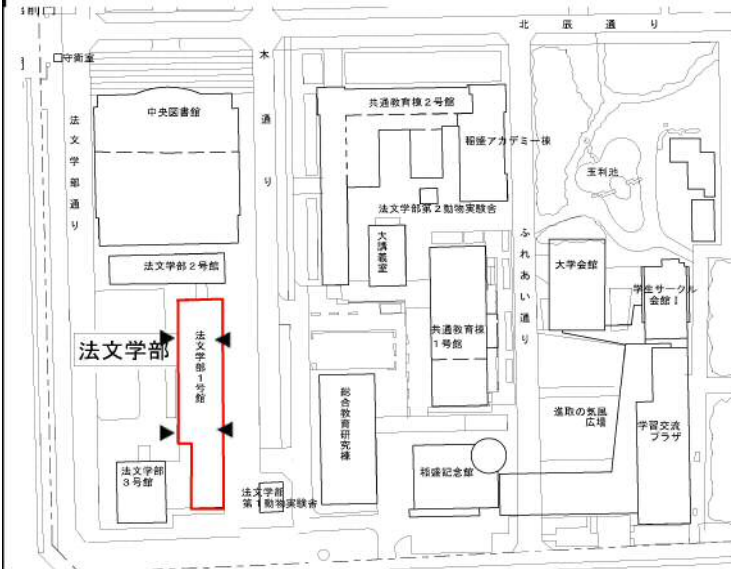 北辰通り
守衛室
木通り
法文学部通り
中央図書館
共通教育棟2号館
稲盛アカデミー棟
玉利池
法文学部第2動物実験舎
大講義室
ふれあい通り
法文学部2号館
大学会館
学生サークル
会館Ⅰ
法文学部
法文学部1号館
共通教育棟
1号館
総合教育研究棟
進取の気風
広場
学習交流
プラザ
法文学部
3号館
稲盛記念館
法文学部
第1動物実験舎